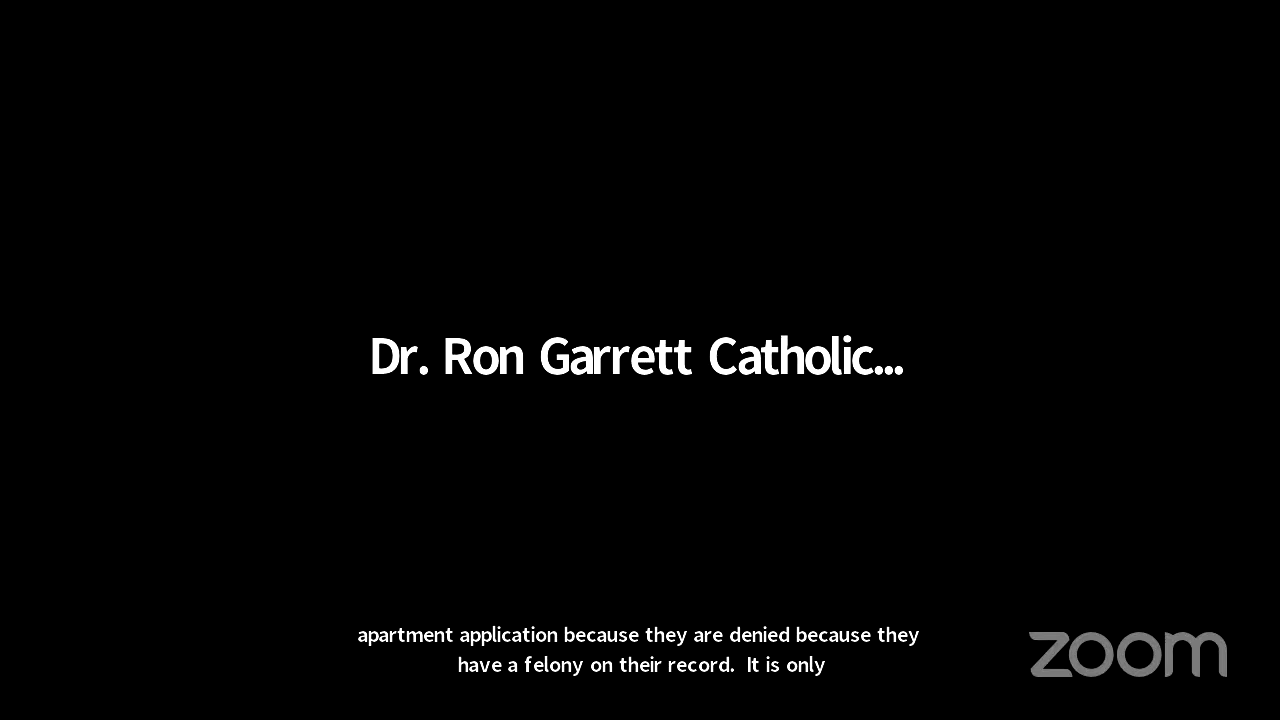 Dr. Ron Garrett Catholic...
apartment application because they are denied because they
have a felony on their record.  It is only
zoom